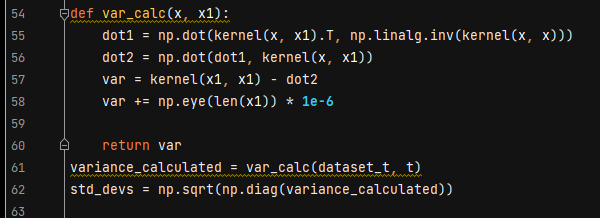 54 def var_calc(x, x1):
55 dot1 = np.dot(kernel(x, x1).T, np.linalg.inv(kernel(x, x)))
56 dot2 = np.dot(dot1, kernel(x, x1))
57 var = kernel(x1, x1) - dot2
58 var += np.eye(len(x1)) * 1e-6
59
60 return var
61 variance_calculated = var_calc(dataset_t, t)
62 std_devs = np.sqrt(np.diag(variance_calculated))
63